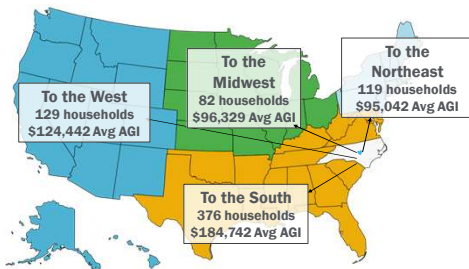 To the
Northeast
119 households
$95,042 Avg AGI
To the
Midwest
82 households
$96,329 Avg AGI
To the West
129 households
$124,442 Avg AGI
To the South
376 households
$184,742 Avg AGI